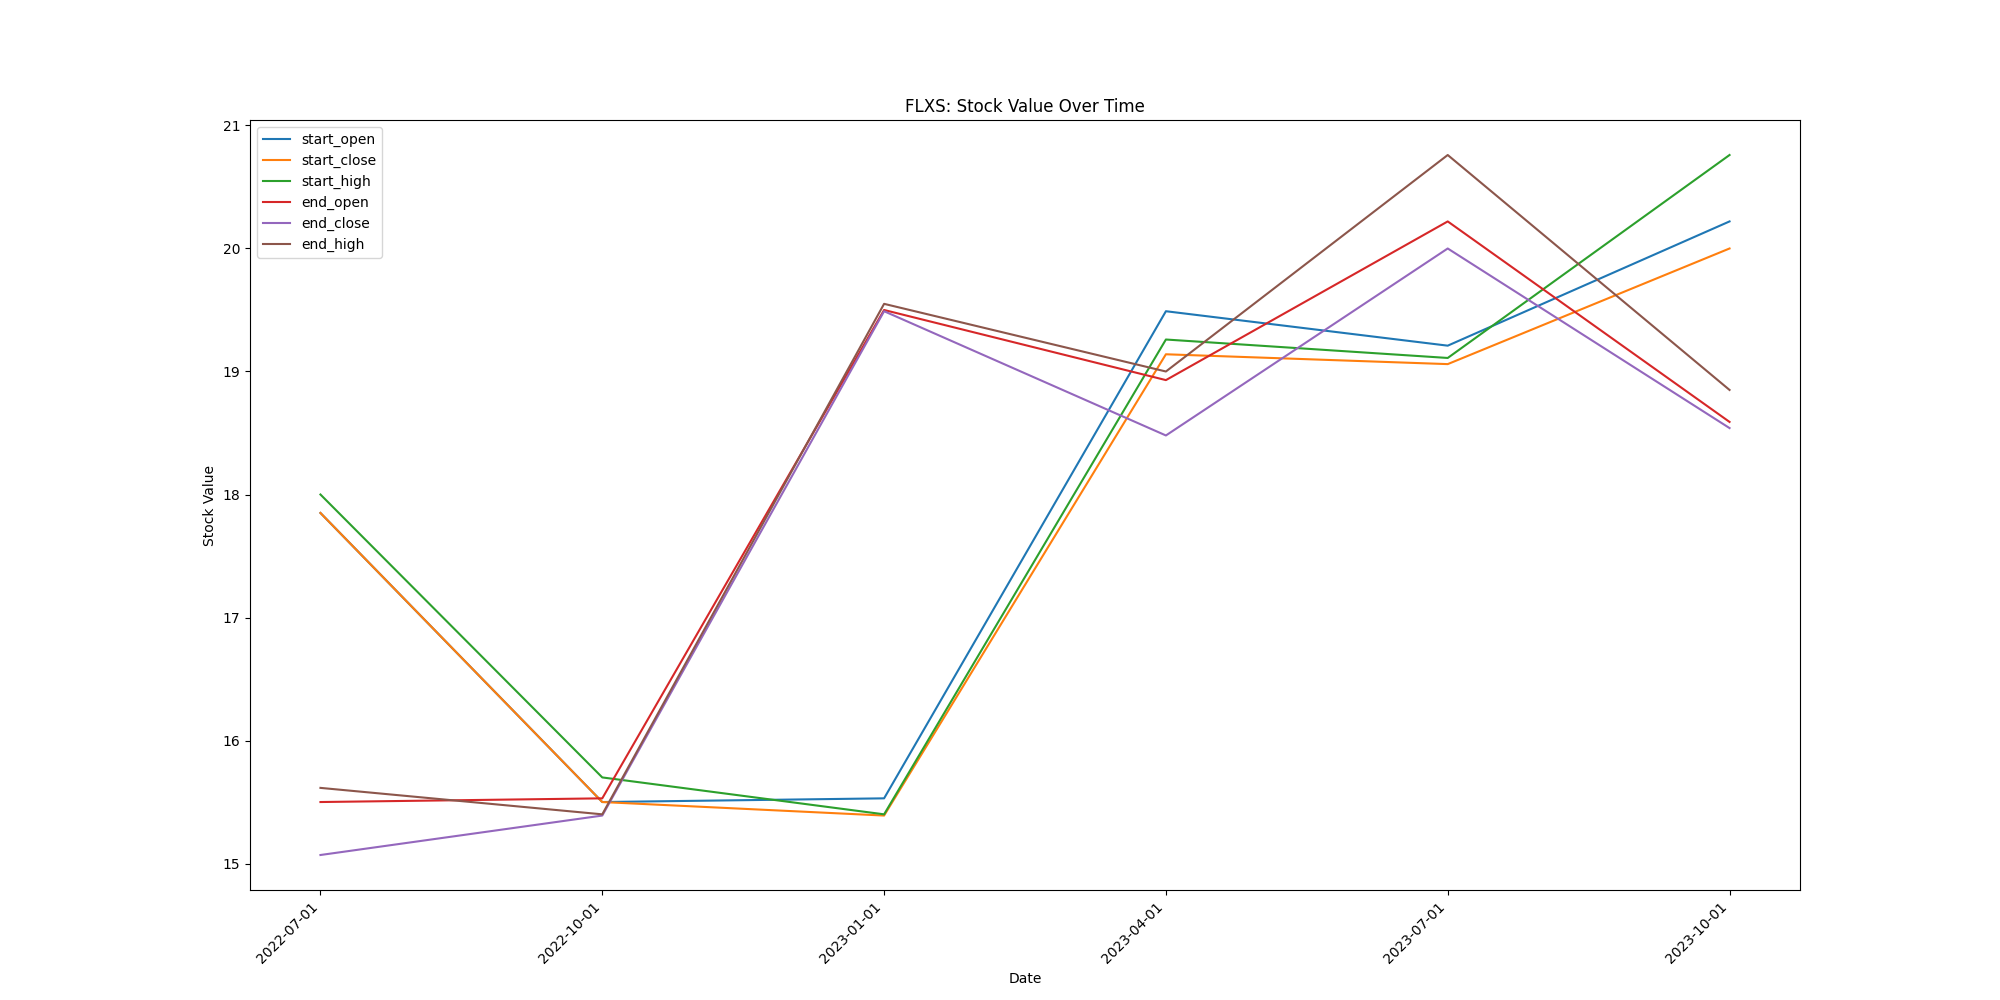 FLXS: Stock Value Over Time
start_open
start_close
start_high
end_open
end_close
end_high
21
20
19
18
17
16
15
Stock Value
2022-07-01
2022-10-01
2023-01-01
2023-04-01
2023-07-01
2023-10-01
Date